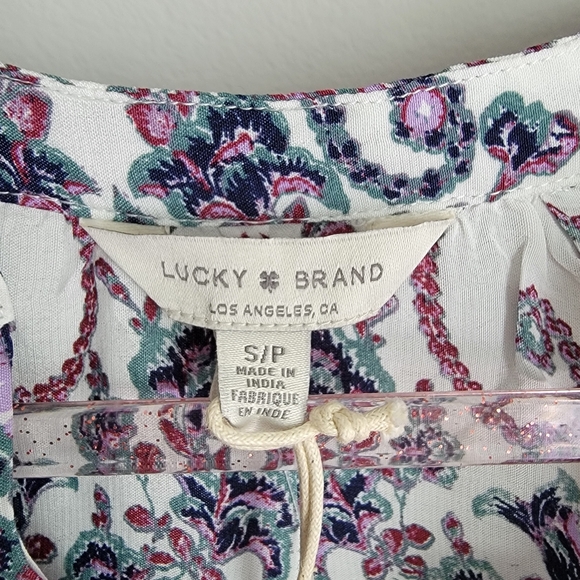 LUCKY BRAND
LOS ANGELES, CA
S/P
MADE IN
INDIA
FABRIQUE
EN INDE